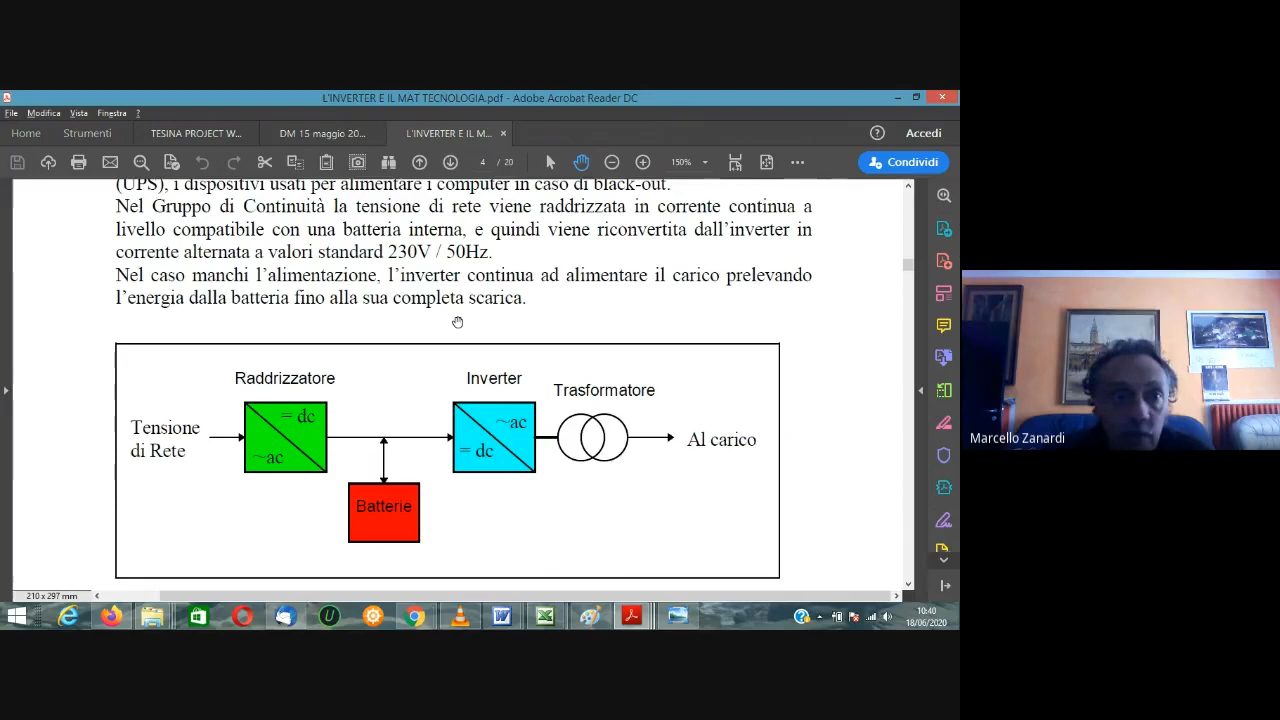 L'INVERTER E IL MAT TECNOLOGIA.pdf - Adobe Acrobat Reader DC
File Modifica Vista Finestra ?
Home Strumenti TESINA PROJECT W... DM 15 maggio 20... L'INVERTER E IL M... × Accedi
4 / 20 150% Condividi
(UPS), i dispositivi usati per alimentare i computer in caso di black-out.
Nel Gruppo di Continuità la tensione di rete viene raddrizzata in corrente continua a
livello compatibile con una batteria interna, e quindi viene riconvertita dall'inverter in
corrente alternata a valori standard 230V / 50Hz.
Nel caso manchi l'alimentazione, l'inverter continua ad alimentare il carico prelevando
l'energia dalla batteria fino alla sua completa scarica.
Raddrizzatore
Inverter
Trasformatore
Tensione
di Rete
= dc
~ac
~ac
= dc
Al carico
Batterie
210 x 297 mm
10:40
18/06/2020
Marcello Zanardi